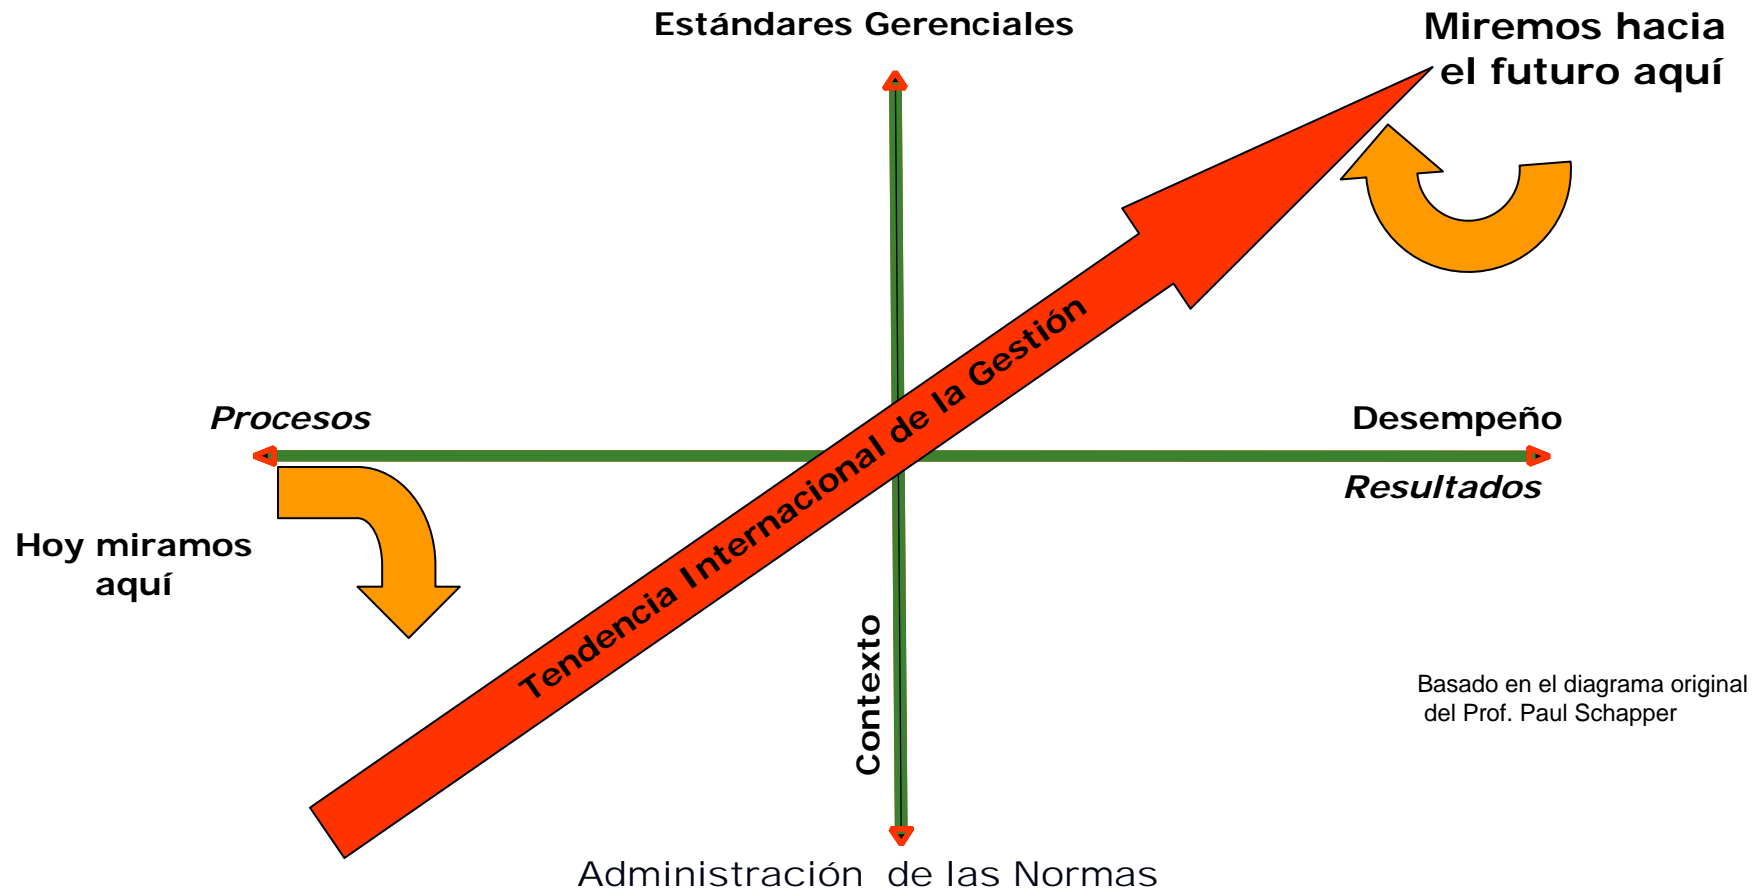 Estándares Gerenciales
Miremos hacia
el futuro aquí
Tendencia Internacional de la Gestión
Procesos
Desempeño
Resultados
Hoy miramos
aquí
Contexto
Basado en el diagrama original
del Prof. Paul Schapper
Administración de las Normas